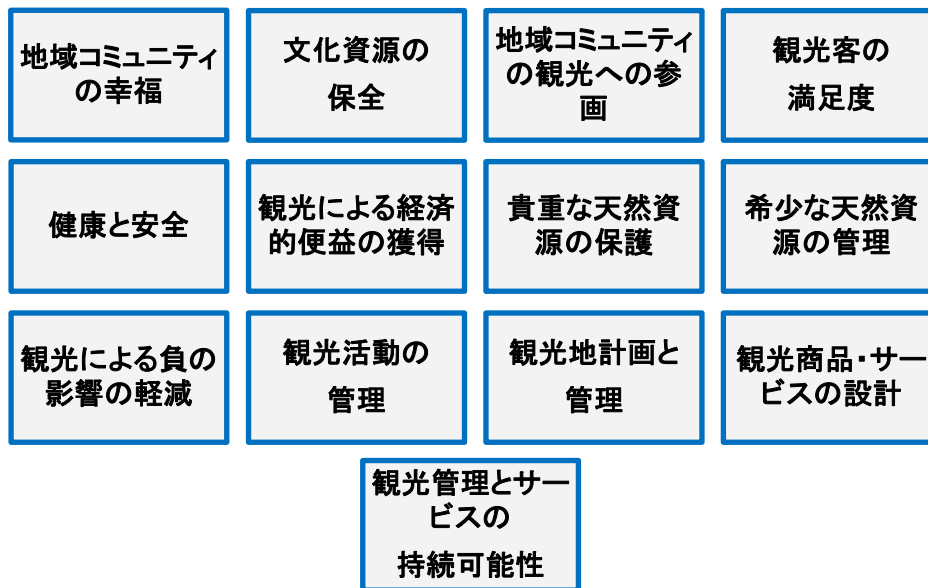 地域コミュニティ
の幸福
文化資源の
保全
地域コミュニティ
の観光への参
画
観光客の
満足度
健康と安全
観光による経済
的便益の獲得
貴重な天然資
源の保護
希少な天然資
源の管理
観光による負の
影響の軽減
観光活動の
管理
観光地計画と
管理
観光商品・サー
ビスの設計
観光管理とサー
ビスの
持続可能性